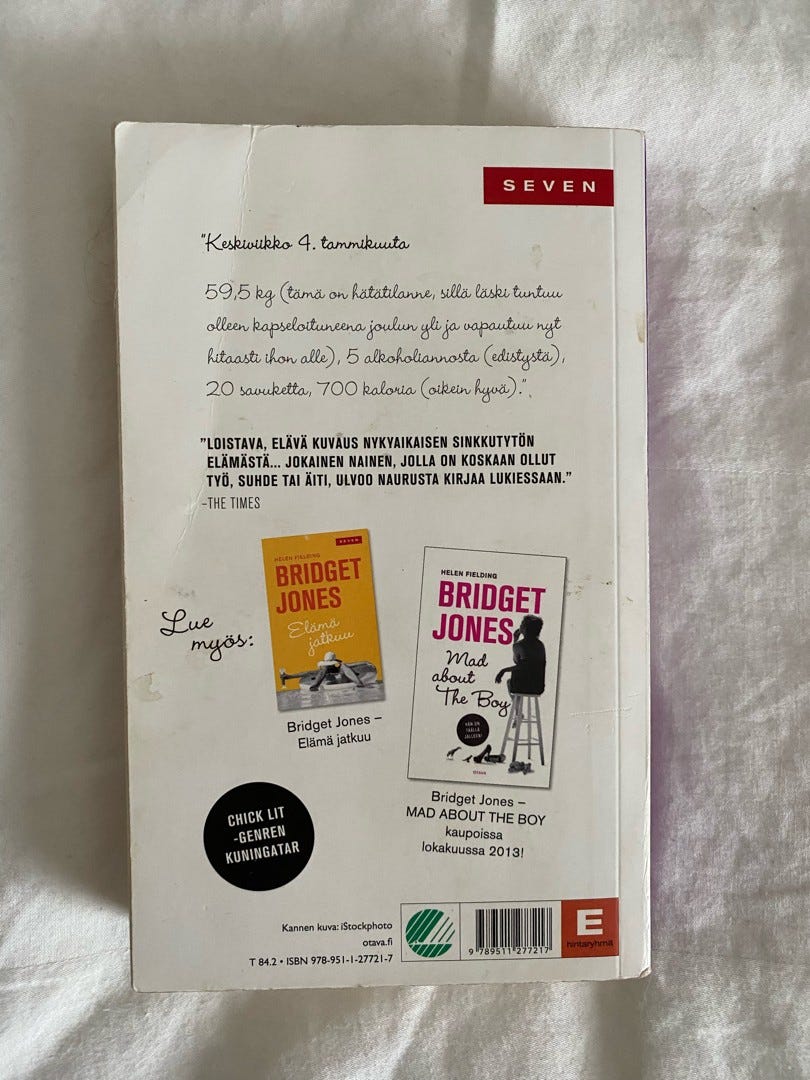 SEVEN
"Keskiviikko 4. tammikuuta
59,5 kg (tämä on hätätilanne, sillä läski tuntuu
olleen kapseloituneena joulun yli ja vapautuu nyt
hitaasti ihon alle), 5 alkoholiannosta (edistystä),
20 savuketta, 700 kaloria (oikein hyvä)."
"LOISTAVA, ELÄVÄ KUVAUS NYKYAIKAISEN SINKKUTYTÖN
ELÄMÄSTÄ... JOKAINEN NAINEN, JOLLA ON KOSKAAN OLLUT
TYÖ, SUHDE TAI ÄITI, ULVOO NAURUSTA KIRJAA LUKIESSAAN."
–THE TIMES
Lue
myös:
SEVEN
HELEN FIELDING
BRIDGET
JONES
Elämä
jatkuu
Bridget Jones –
Elämä jatkuu
HELEN FIELDING
BRIDGET
JONES
Mad
about
The Boy
HÄN ON
TÄÄLLÄ
JÄLLEEN!
OTAVA
Bridget Jones –
MAD ABOUT THE BOY
kaupoissa
lokakuussa 2013!
CHICK LIT
-GENREN
KUNINGATAR
Kannen kuva: iStockphoto
otava.fi
T 84.2 • ISBN 978-951-1-27721-7
9 789511 277217
E
hintaryhmä